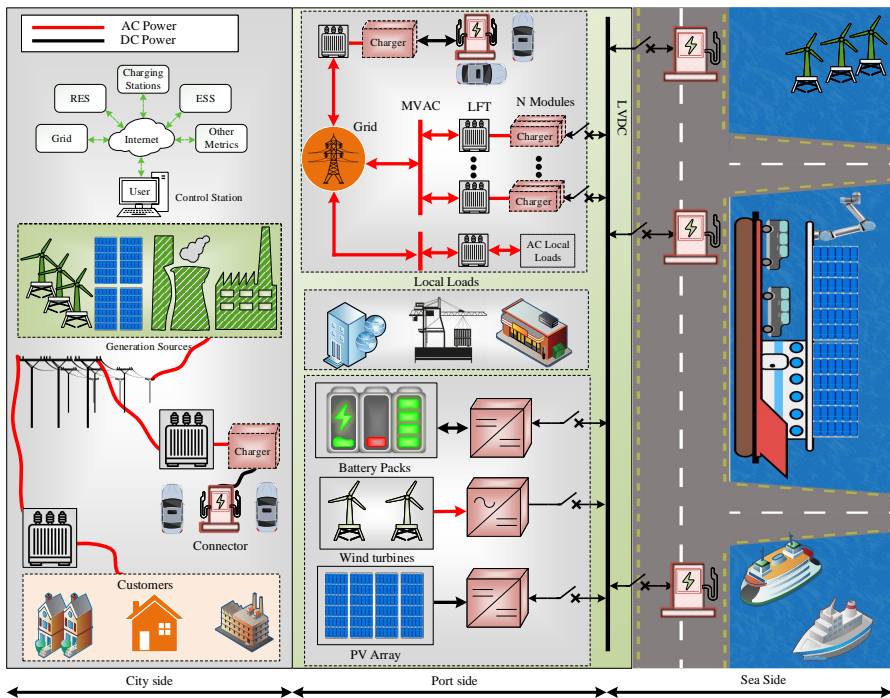 AC Power
DC Power
Charging
Stations
RES
ESS
Internet
Grid
Other
Metrics
User
Control Station
Generation Sources
Charger
Connector
Customers
Charger
Grid
MVAC
LFT
N Modules
Charger
Charger
AC Local
Loads
Local Loads
LVDC
Battery Packs
Wind turbines
PV Array
City side
Port side
Sea Side